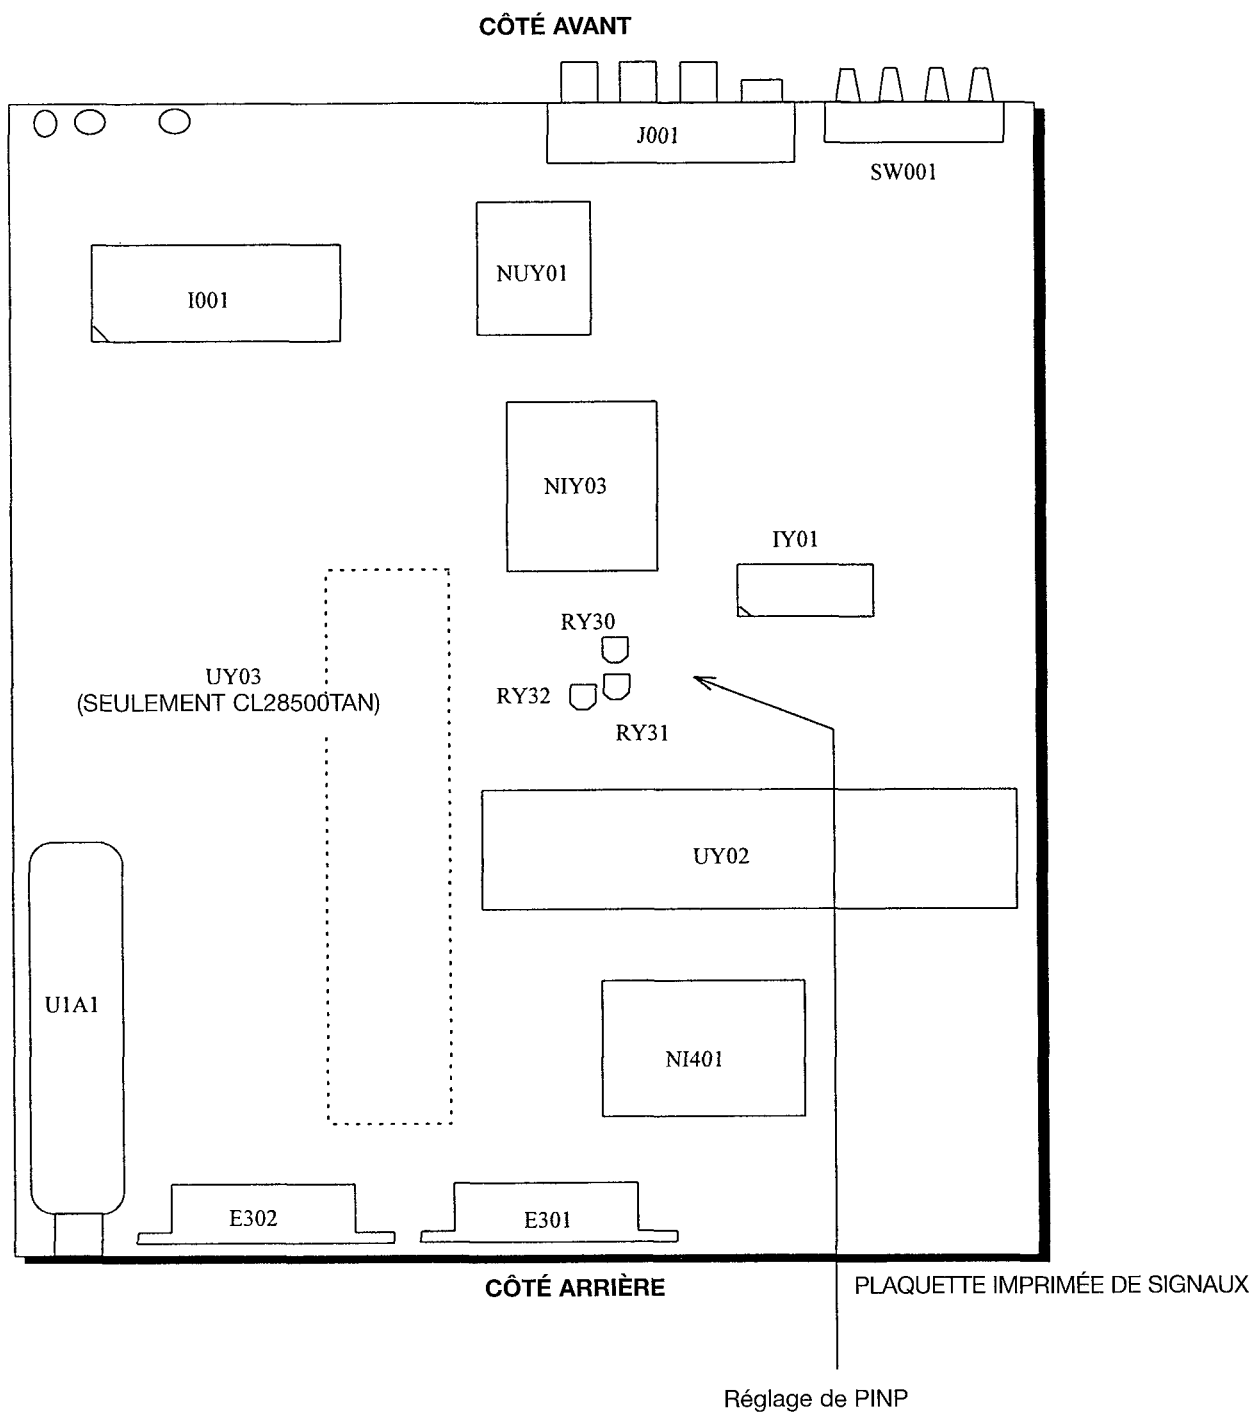 CÔTÉ AVANT
J001
SW001
NUY01
I001
NIY03
IY01
RY30
UY03
(SEULEMENT CL28500TAN)
RY32
RY31
UY02
U1A1
NI401
E302
E301
CÔTÉ ARRIÈRE
PLAQUETTE IMPRIMÉE DE SIGNAUX
Réglage de PINP